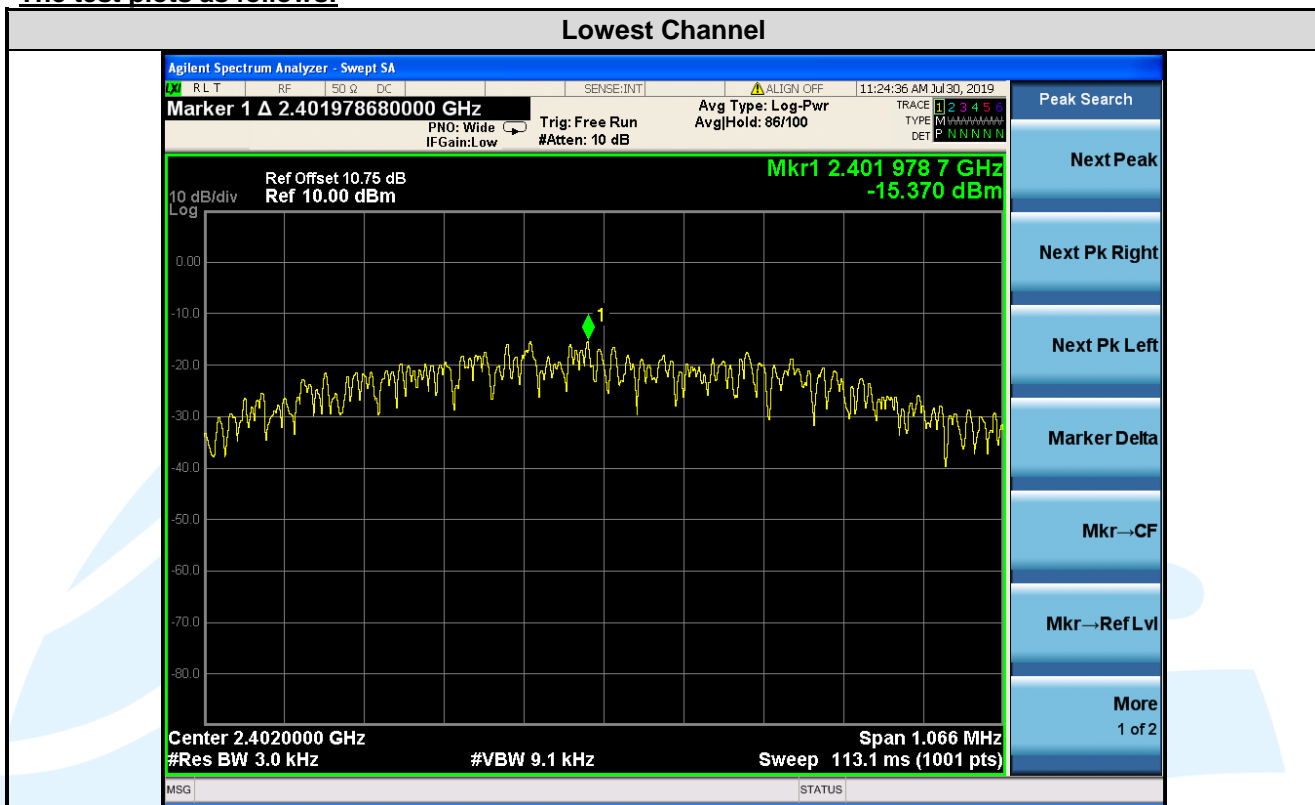 The test plots as follows:
Lowest Channel
Agilent Spectrum Analyzer - Swept SA
LXI RLT RF 50 Ω DC SENSE:INT ALIGN OFF 11:24:36 AM Jul 30, 2019
Marker 1 Δ 2.401978680000 GHz
PNO: Wide
IFGain:Low
Trig: Free Run
#Atten: 10 dB
Avg Type: Log-Pwr
Avg|Hold: 86/100
TRACE 1 2 3 4 5 6
TYPE M
DET P N N N N N
Peak Search
Mkr1 2.401 978 7 GHz
-15.370 dBm
Ref Offset 10.75 dB
10 dB/div Ref 10.00 dBm
Log
0.00
-10.0
-20.0
-30.0
-40.0
-50.0
-60.0
-70.0
-80.0
1
Center 2.4020000 GHz
Span 1.066 MHz
#Res BW 3.0 kHz
#VBW 9.1 kHz
Sweep 113.1 ms (1001 pts)
Next Peak
Next Pk Right
Next Pk Left
Marker Delta
Mkr→CF
Mkr→Ref Lvl
More
1 of 2
MSG
STATUS